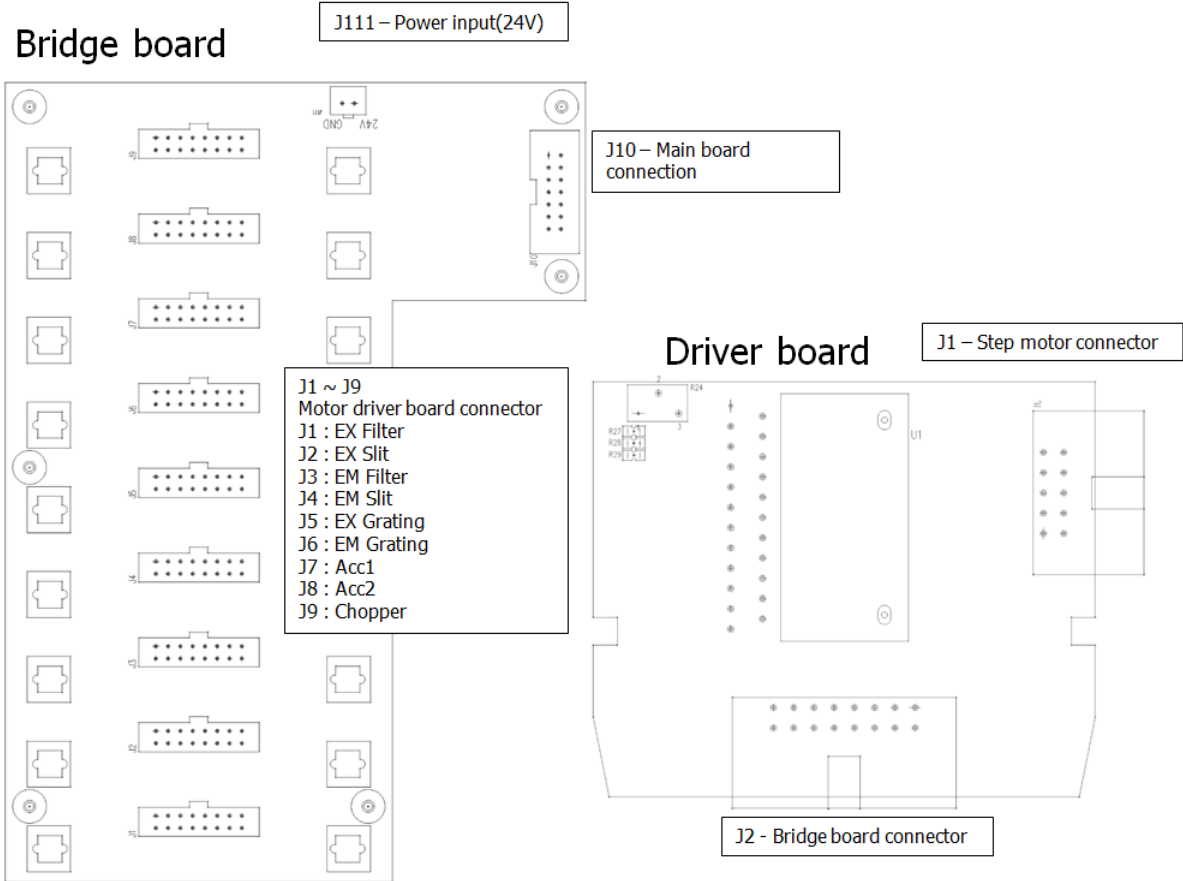 J111 – Power input(24V)
Bridge board
GND 24V
J9
J10 – Main board
connection
J8
J10
J7
Driver board
J1 – Step motor connector
J1 ~ J9
Motor driver board connector
J1 : EX Filter
J2 : EX Slit
J3 : EM Filter
J4 : EM Slit
J5 : EX Grating
J6 : EM Grating
J7 : Acc1
J8 : Acc2
J9 : Chopper
2
R24
3
R27
R28
R29
U1
J1
J6
J5
J4
J3
J2
J1
J2 - Bridge board connector